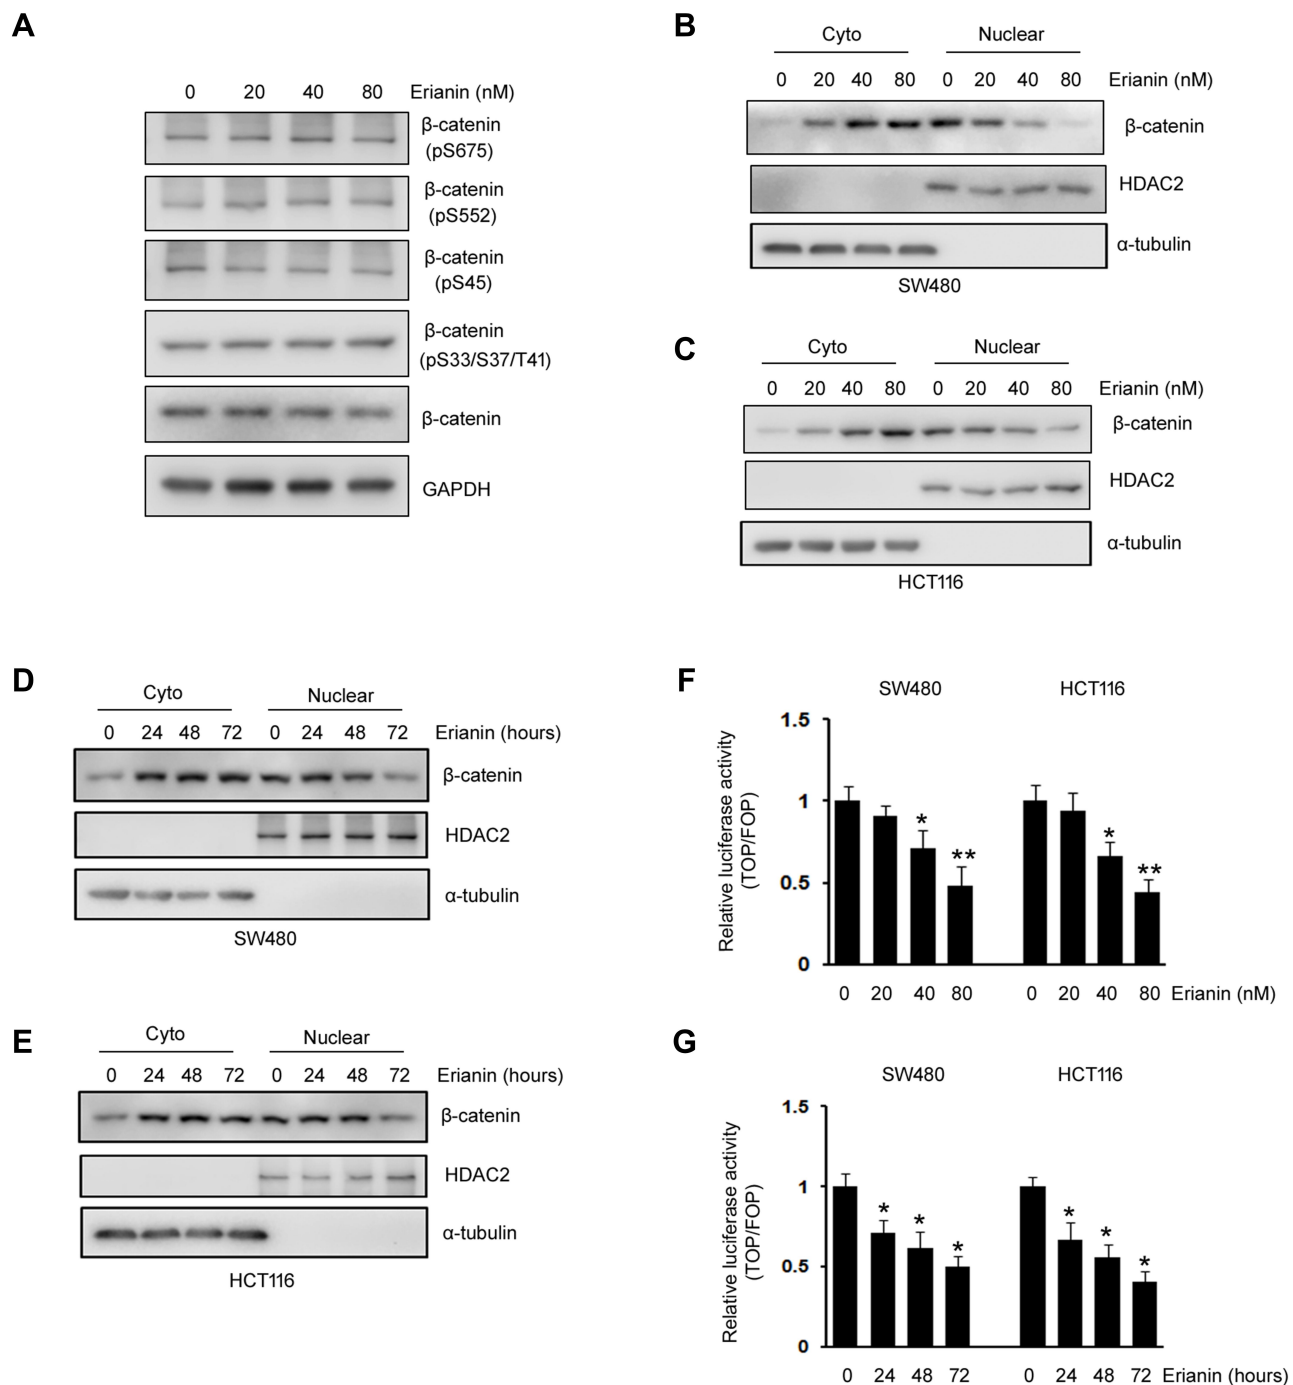 A
0 20 40 80 Erianin (nM)
β-catenin
(pS675)
β-catenin
(pS552)
β-catenin
(pS45)
β-catenin
(pS33/S37/T41)
β-catenin
GAPDH
B
Cyto Nuclear
0 20 40 80 0 20 40 80 Erianin (nM)
β-catenin
HDAC2
α-tubulin
SW480
C
Cyto Nuclear
0 20 40 80 0 20 40 80 Erianin (nM)
β-catenin
HDAC2
α-tubulin
HCT116
D
Cyto Nuclear
0 24 48 72 0 24 48 72 Erianin (hours)
β-catenin
HDAC2
α-tubulin
SW480
E
Cyto Nuclear
0 24 48 72 0 24 48 72 Erianin (hours)
β-catenin
HDAC2
α-tubulin
HCT116
F
SW480 HCT116
Relative luciferase activity
(TOP/FOP)
1.5
1
0.5
0
* ** * **
0 20 40 80 0 20 40 80 Erianin (nM)
G
SW480 HCT116
Relative luciferase activity
(TOP/FOP)
1.5
1
0.5
0
* * * * * *
0 24 48 72 0 24 48 72 Erianin (hours)